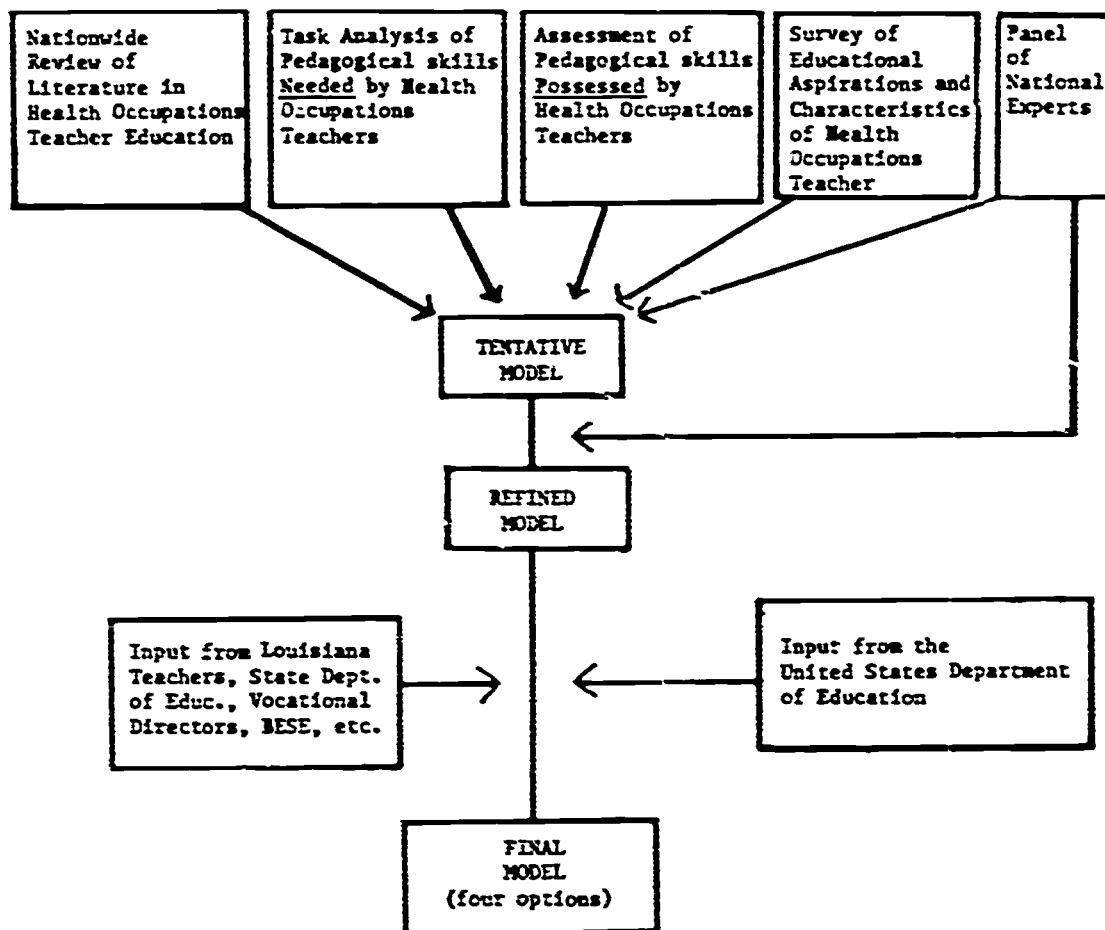 Nationwide
Review of
Literature in
Health Occupations
Teacher Education
Task Analysis of
Pedagogical skills
Needed by Health
Occupations
Teachers
Assessment of
Pedagogical skills
Possessed by
Health Occupations
Teachers
Survey of
Educational
Aspirations and
Characteristics
of Health
Occupations
Teacher
Panel
of
National
Experts
TENTATIVE
MODEL
REFINED
MODEL
Input from Louisiana
Teachers, State Dept.
of Educ., Vocational
Directors, BESE, etc.
Input from the
United States Department
of Education
FINAL
MODEL
(four options)